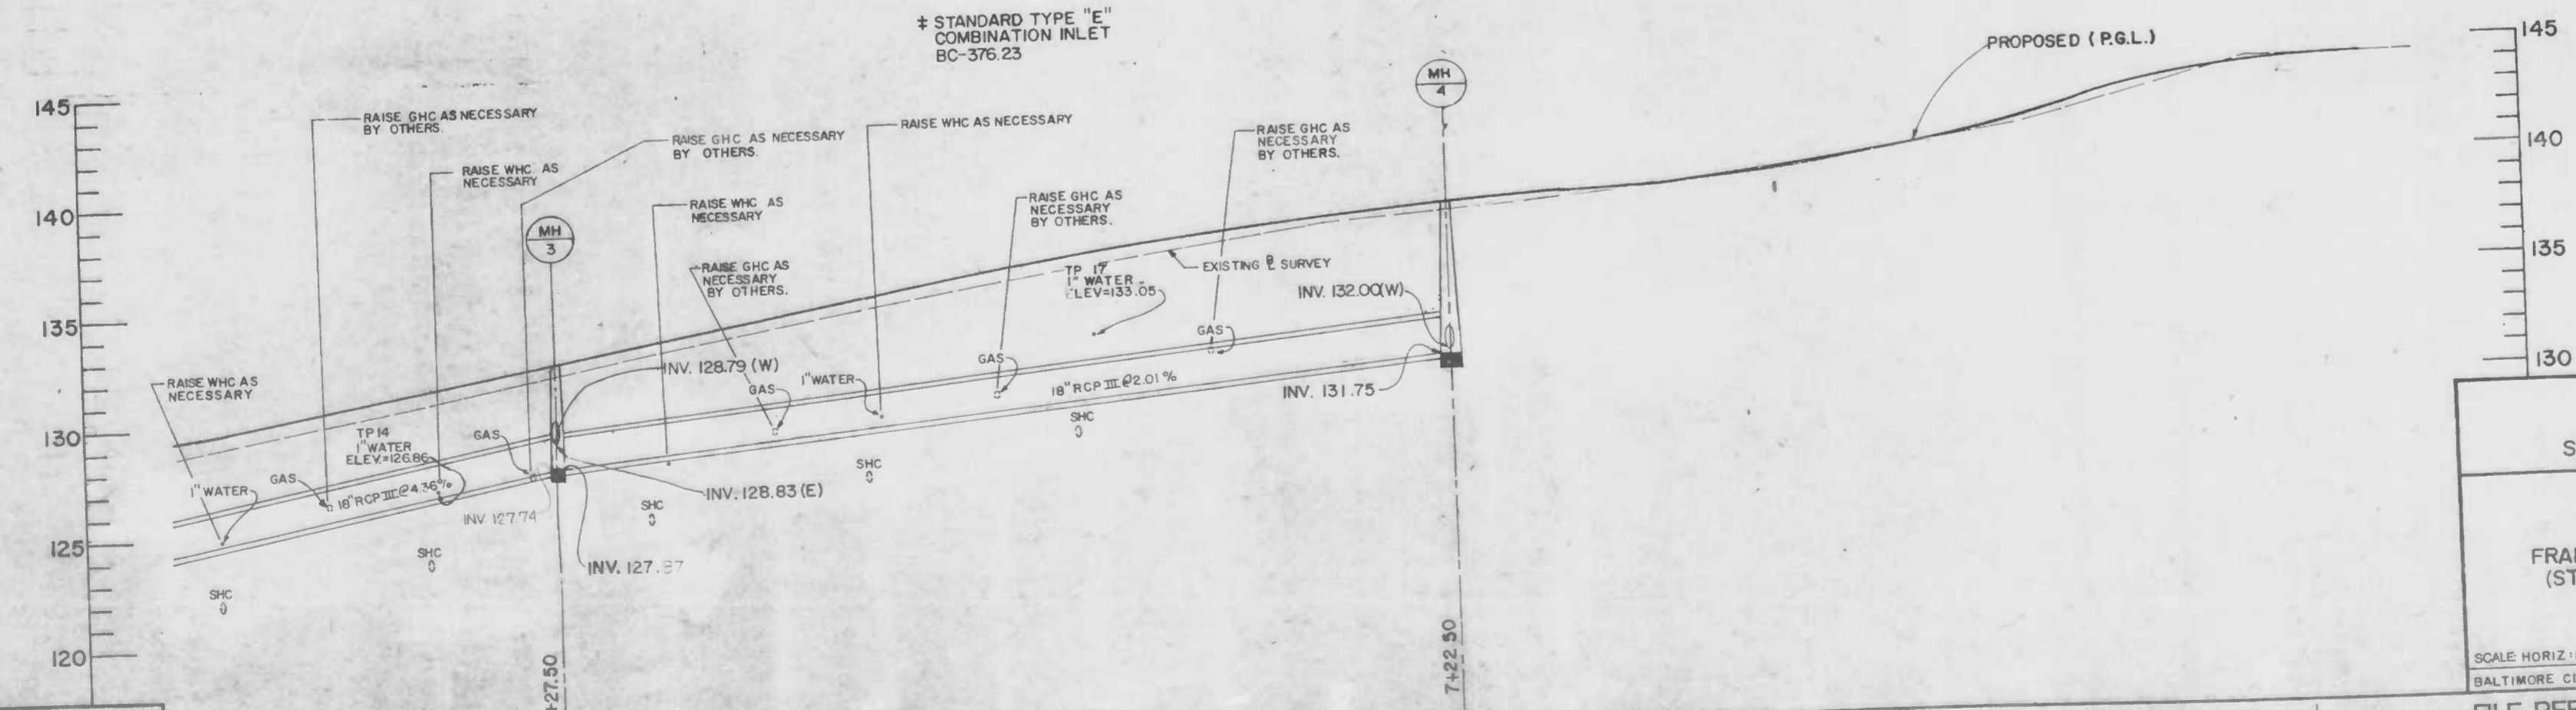 ‡ STANDARD TYPE "E"
COMBINATION INLET
BC-376.23
PROPOSED (P.G.L.)
145
140
135
130
125
120
145
140
135
130
RAISE GHC AS NECESSARY
BY OTHERS.
RAISE WHC AS
NECESSARY
RAISE GHC AS NECESSARY
BY OTHERS.
RAISE WHC AS NECESSARY
RAISE GHC AS
NECESSARY
BY OTHERS.
MH
4
MH
3
RAISE WHC AS
NECESSARY
RAISE GHC AS
NECESSARY
BY OTHERS.
RAISE GHC AS
NECESSARY
BY OTHERS.
TP 17
1" WATER
ELEV=133.05
EXISTING ℞ SURVEY
INV. 132.00(W)
GAS
GAS
RAISE WHC AS
NECESSARY
INV. 128.79 (W)
GAS
1" WATER
18" RCP III @ 2.01%
INV. 131.75
SHC
TP 14
1" WATER
ELEV.=126.86
GAS
GAS
1" WATER
18" RCP III @ 4.36%
INV. 127.74
INV. 128.83 (E)
SHC
SHC
SHC
SHC
INV. 127.87
+27.50
7+22.50
S
FRA
(ST
SCALE: HORIZ:
BALTIMORE CI